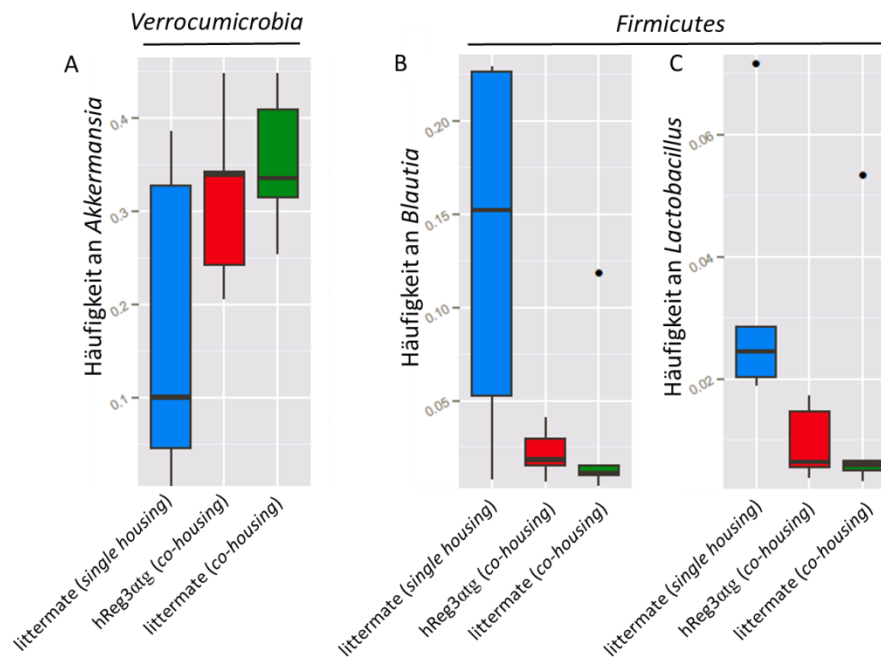 Verrocumicrobia
Firmicutes
A
Häufigkeit an Akkermansia
0.4
0.3
0.2
0.1
littermate (single housing)
hReg3αtg (co-housing)
littermate (co-housing)
B
Häufigkeit an Blautia
0.20
0.15
0.10
0.05
littermate (single housing)
hReg3αtg (co-housing)
littermate (co-housing)
C
Häufigkeit an Lactobacillus
0.06
0.04
0.02
littermate (single housing)
hReg3αtg (co-housing)
littermate (co-housing)